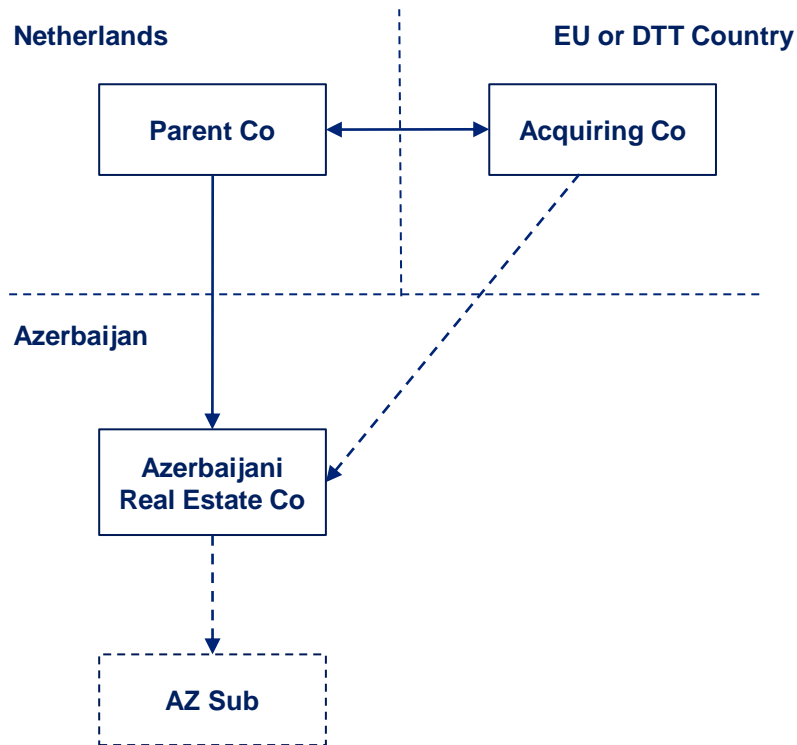 Netherlands
EU or DTT Country
Parent Co
Acquiring Co
Azerbaijan
Azerbaijani
Real Estate Co
AZ Sub